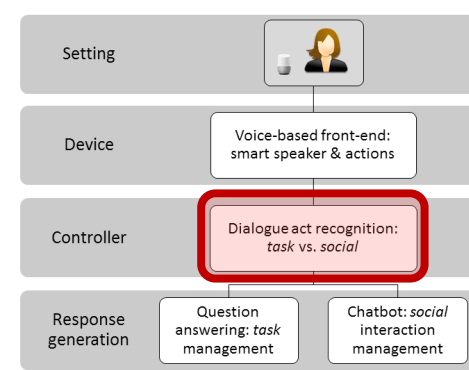 Setting
Device
Voice-based front-end:
smart speaker & actions
Controller
Dialogue act recognition:
task vs. social
Response
generation
Question
answering: task
management
Chatbot: social
interaction
management